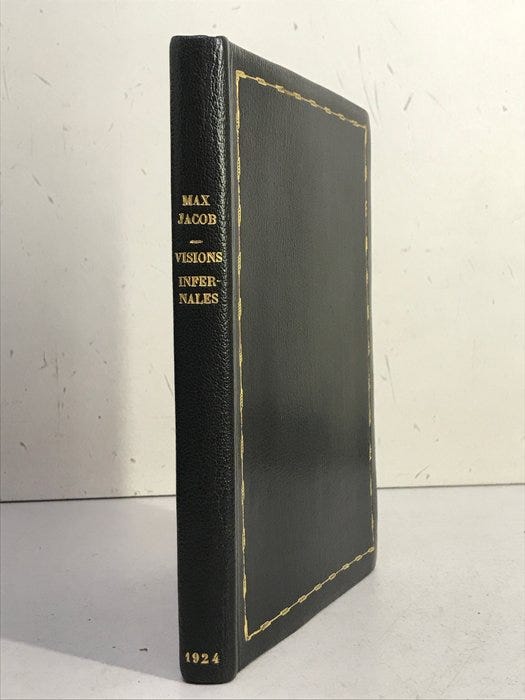 MAX
JACOB
VISIONS
INFER-
NALES
1924